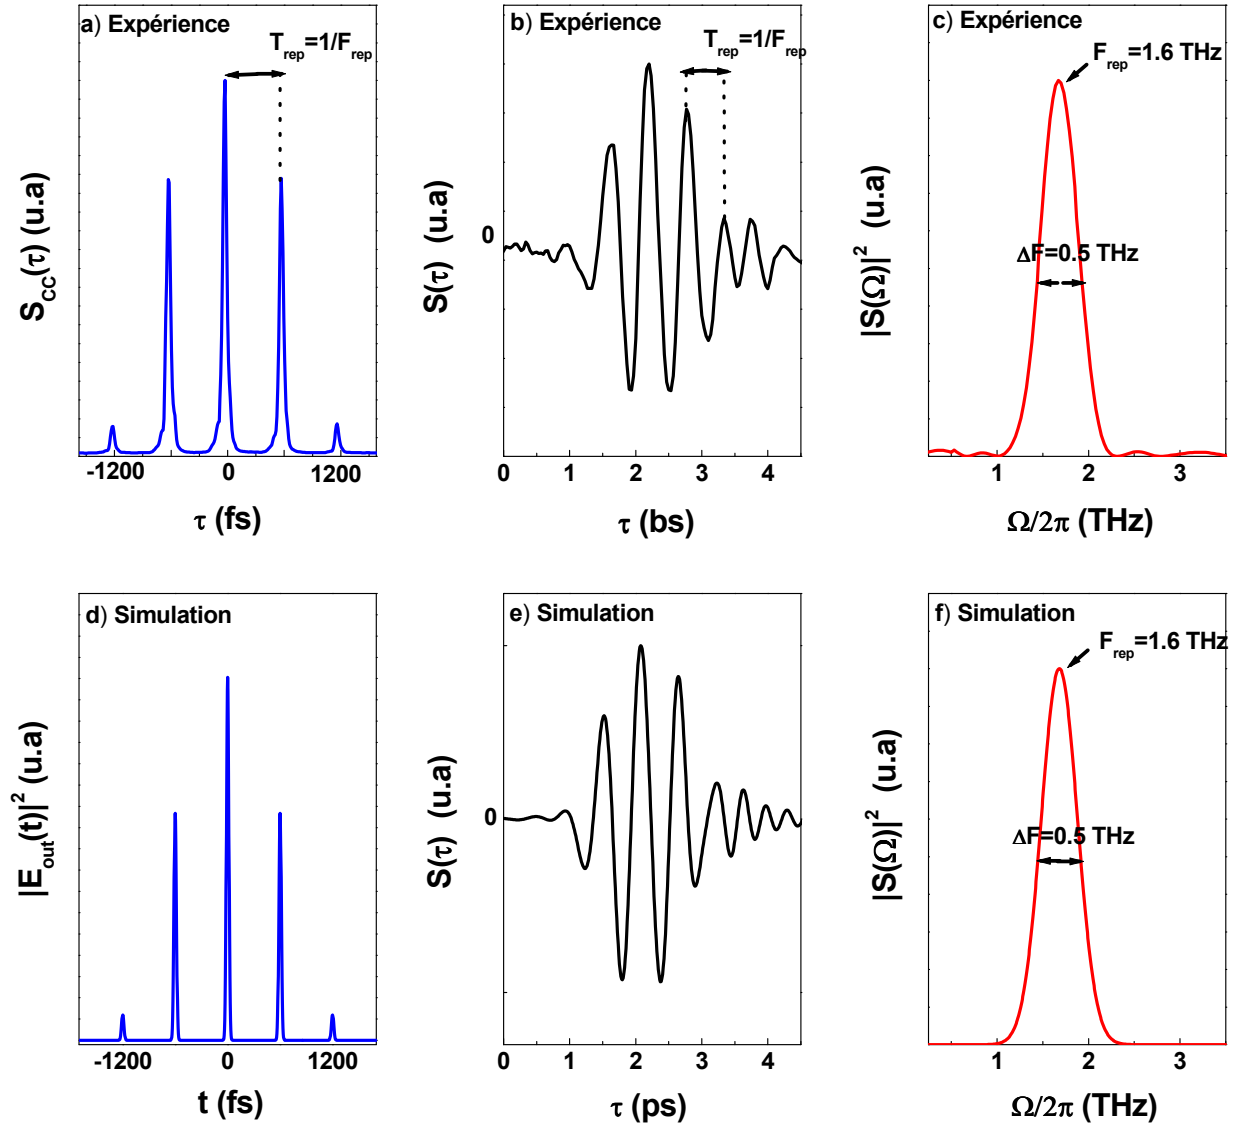 a) Expérience
T_rep=1/F_rep
S_CC(τ) (u.a)
-1200 0 1200
τ (fs)
b) Expérience
T_rep=1/F_rep
S(τ) (u.a)
0
0 1 2 3 4
τ (bs)
c) Expérience
F_rep=1.6 THz
|S(Ω)|² (u.a)
ΔF=0.5 THz
1 2 3
Ω/2π (THz)
d) Simulation
|E_out(t)|² (u.a)
-1200 0 1200
t (fs)
e) Simulation
S(τ) (u.a)
0
0 1 2 3 4
τ (ps)
f) Simulation
F_rep=1.6 THz
|S(Ω)|² (u.a)
ΔF=0.5 THz
1 2 3
Ω/2π (THz)